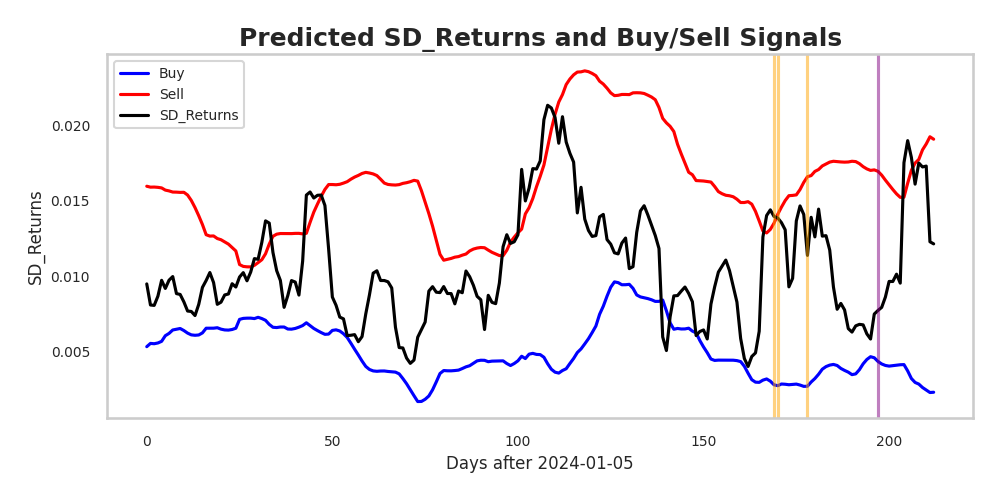 Predicted SD_Returns and Buy/Sell Signals
Buy
Sell
SD_Returns
0.020
0.015
0.010
0.005
SD_Returns
0 50 100 150 200
Days after 2024-01-05